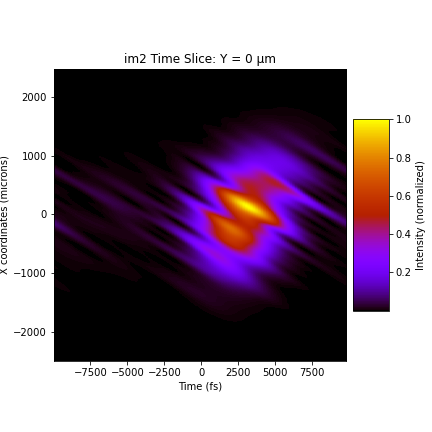 im2 Time Slice: Y = 0 μm
X coordinates (microns)
2000
1000
0
−1000
−2000
−7500 −5000 −2500 0 2500 5000 7500
Time (fs)
1.0
0.8
0.6
0.4
0.2
Intensity (normalized)